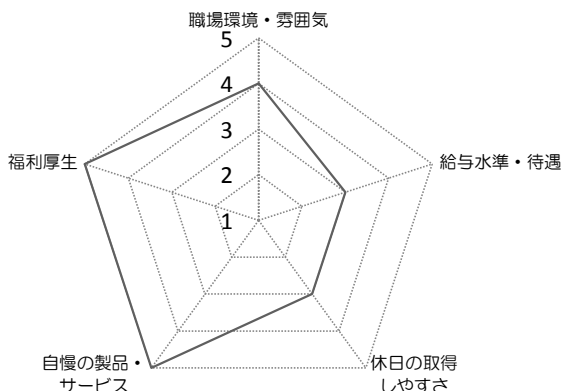 職場環境・雰囲気
5
4
3
2
1
給与水準・待遇
休日の取得
しやすさ
自慢の製品・
サービス
福利厚生